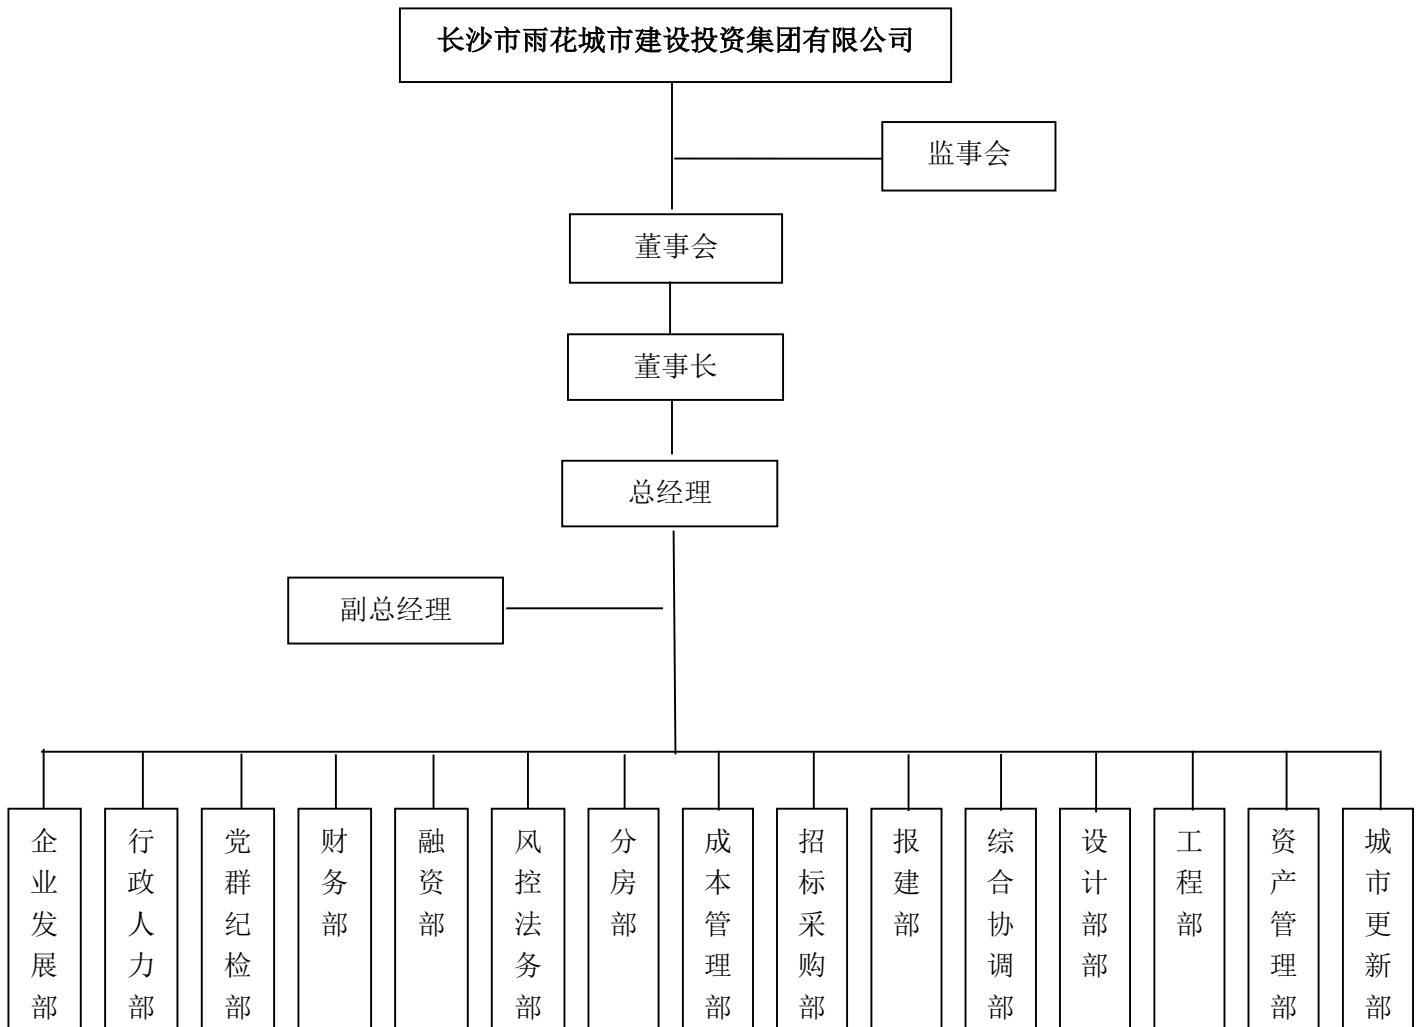 长沙市雨花城市建设投资集团有限公司
监事会
董事会
董事长
总经理
副总经理
企业发展部
行政人力部
党群纪检部
财务部
融资部
风控法务部
分房部
成本管理部
招标采购部
报建部
综合协调部
设计部部
工程部
资产管理部
城市更新部